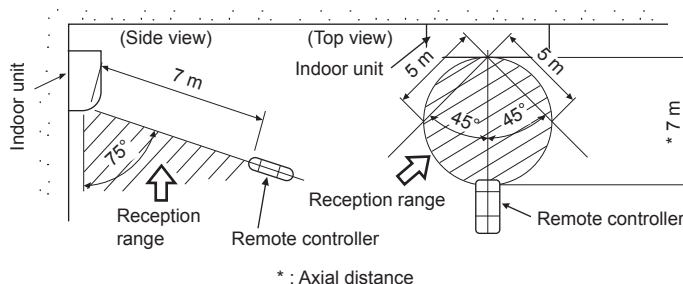 (Side view)
(Top view)
Indoor unit
Indoor unit
7 m
5 m
5 m
75°
45°
45°
* 7 m
Reception
range
Remote controller
Reception range
Remote controller
* : Axial distance